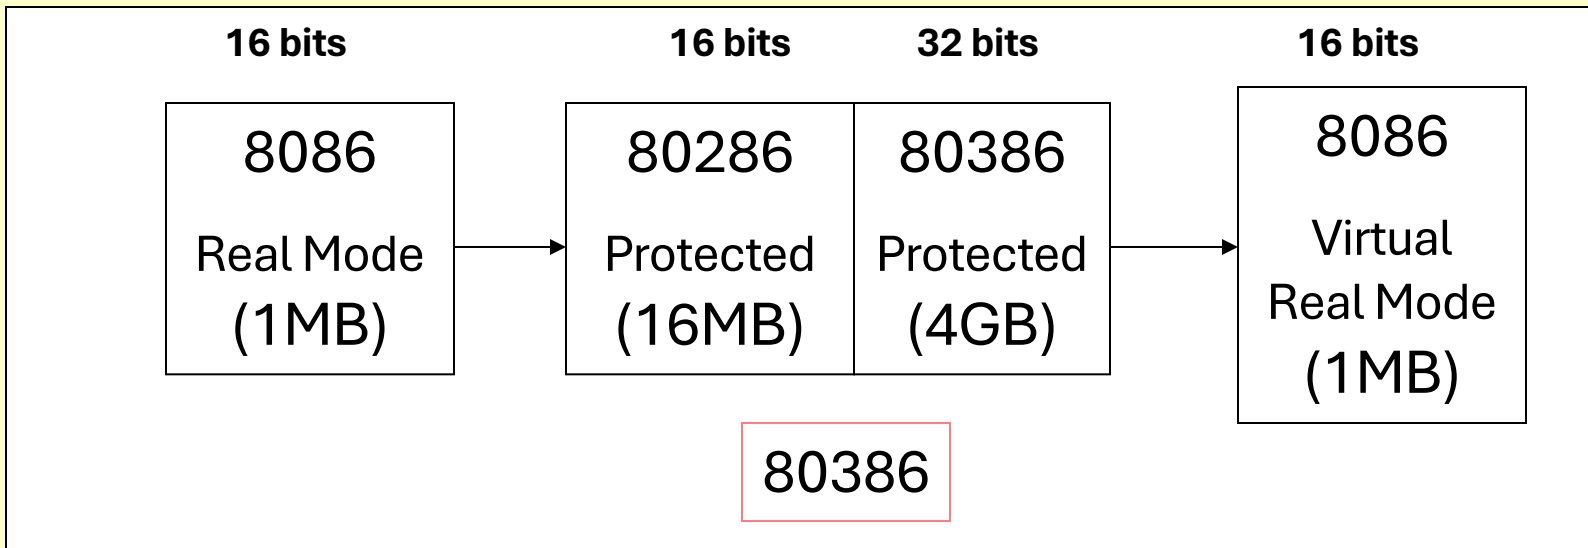 16 bits
16 bits
32 bits
16 bits
8086
Real Mode
(1MB)
80286
Protected
(16MB)
80386
Protected
(4GB)
8086
Virtual
Real Mode
(1MB)
80386